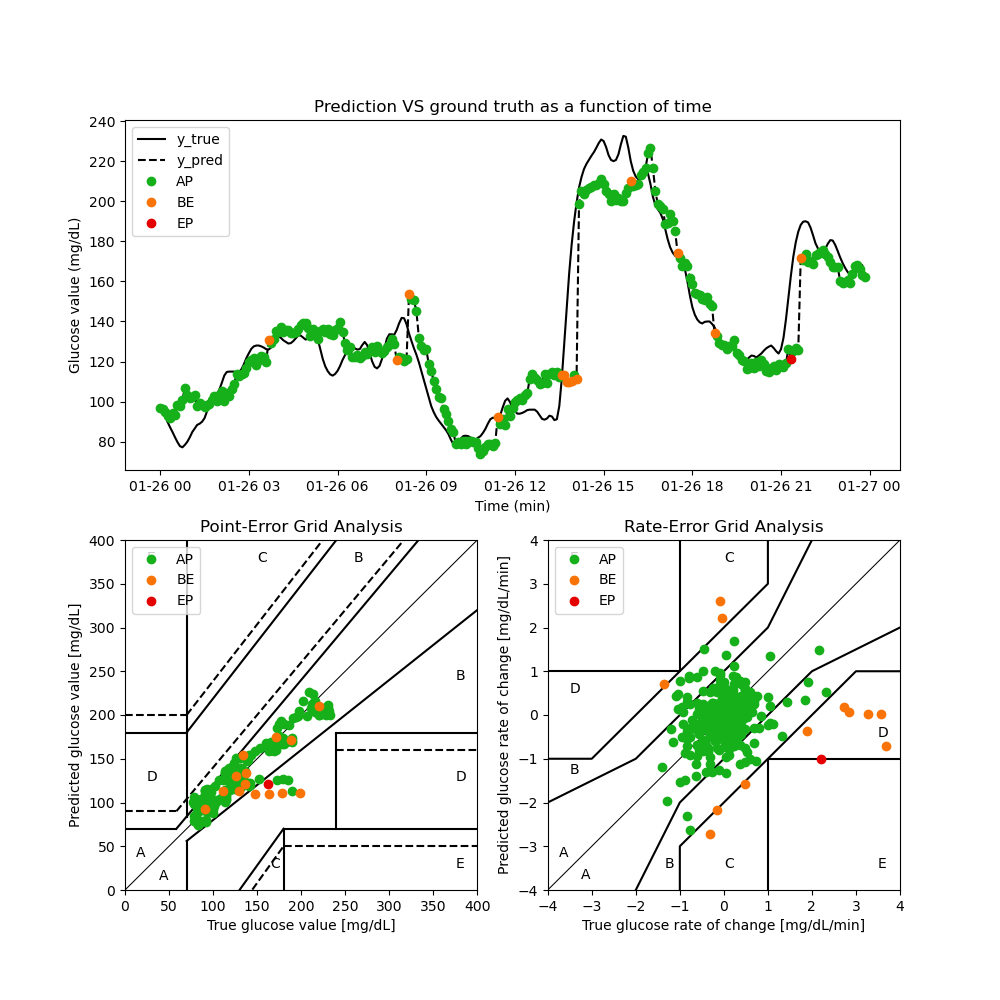 Prediction VS ground truth as a function of time
Glucose value (mg/dL)
240
220
200
180
160
140
120
100
80
y_true
y_pred
AP
BE
EP
01-26 00 01-26 03 01-26 06 01-26 09 01-26 12 01-26 15 01-26 18 01-26 21 01-27 00
Time (min)
Point-Error Grid Analysis
Predicted glucose value [mg/dL]
400
350
300
250
200
150
100
50
0
AP
BE
EP
C
B
B
D
D
A
A
C
E
0 50 100 150 200 250 300 350 400
True glucose value [mg/dL]
Rate-Error Grid Analysis
Predicted glucose rate of change [mg/dL/min]
4
3
2
1
0
−1
−2
−3
−4
AP
BE
EP
C
D
D
B
A
A
B
C
E
−4 −3 −2 −1 0 1 2 3 4
True glucose rate of change [mg/dL/min]